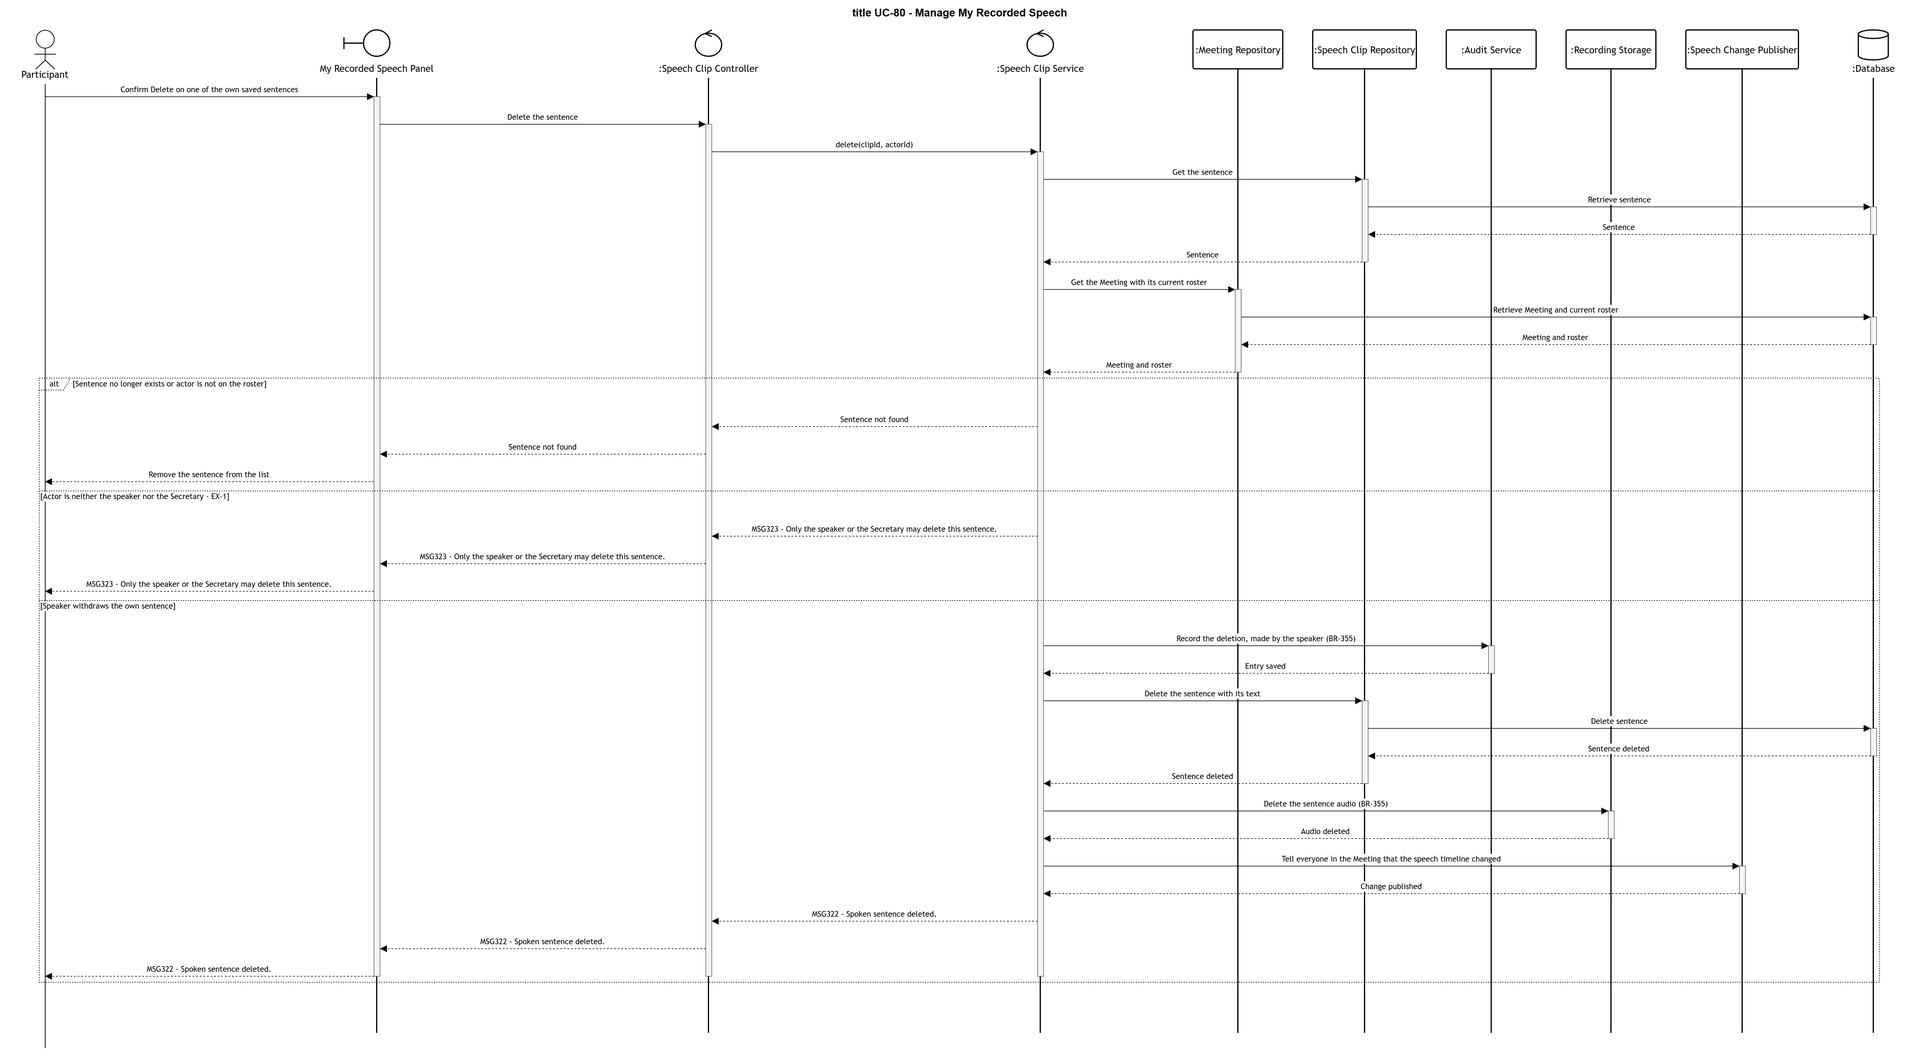 title UC-80 - Manage My Recorded Speech
Participant
My Recorded Speech Panel
:Speech Clip Controller
:Speech Clip Service
:Meeting Repository
:Speech Clip Repository
:Audit Service
:Recording Storage
:Speech Change Publisher
:Database
Confirm Delete on one of the own saved sentences
Delete the sentence
delete(clipId, actorId)
Get the sentence
Retrieve sentence
Sentence
Sentence
Get the Meeting with its current roster
Retrieve Meeting and current roster
Meeting and roster
Meeting and roster
alt [Sentence no longer exists or actor is not on the roster]
Sentence not found
Sentence not found
Remove the sentence from the list
[Actor is neither the speaker nor the Secretary - EX-1]
MSG323 - Only the speaker or the Secretary may delete this sentence.
MSG323 - Only the speaker or the Secretary may delete this sentence.
MSG323 - Only the speaker or the Secretary may delete this sentence.
[Speaker withdraws the own sentence]
Record the deletion, made by the speaker (BR-355)
Entry saved
Delete the sentence with its text
Delete sentence
Sentence deleted
Sentence deleted
Delete the sentence audio (BR-355)
Audio deleted
Tell everyone in the Meeting that the speech timeline changed
Change published
MSG322 - Spoken sentence deleted.
MSG322 - Spoken sentence deleted.
MSG322 - Spoken sentence deleted.